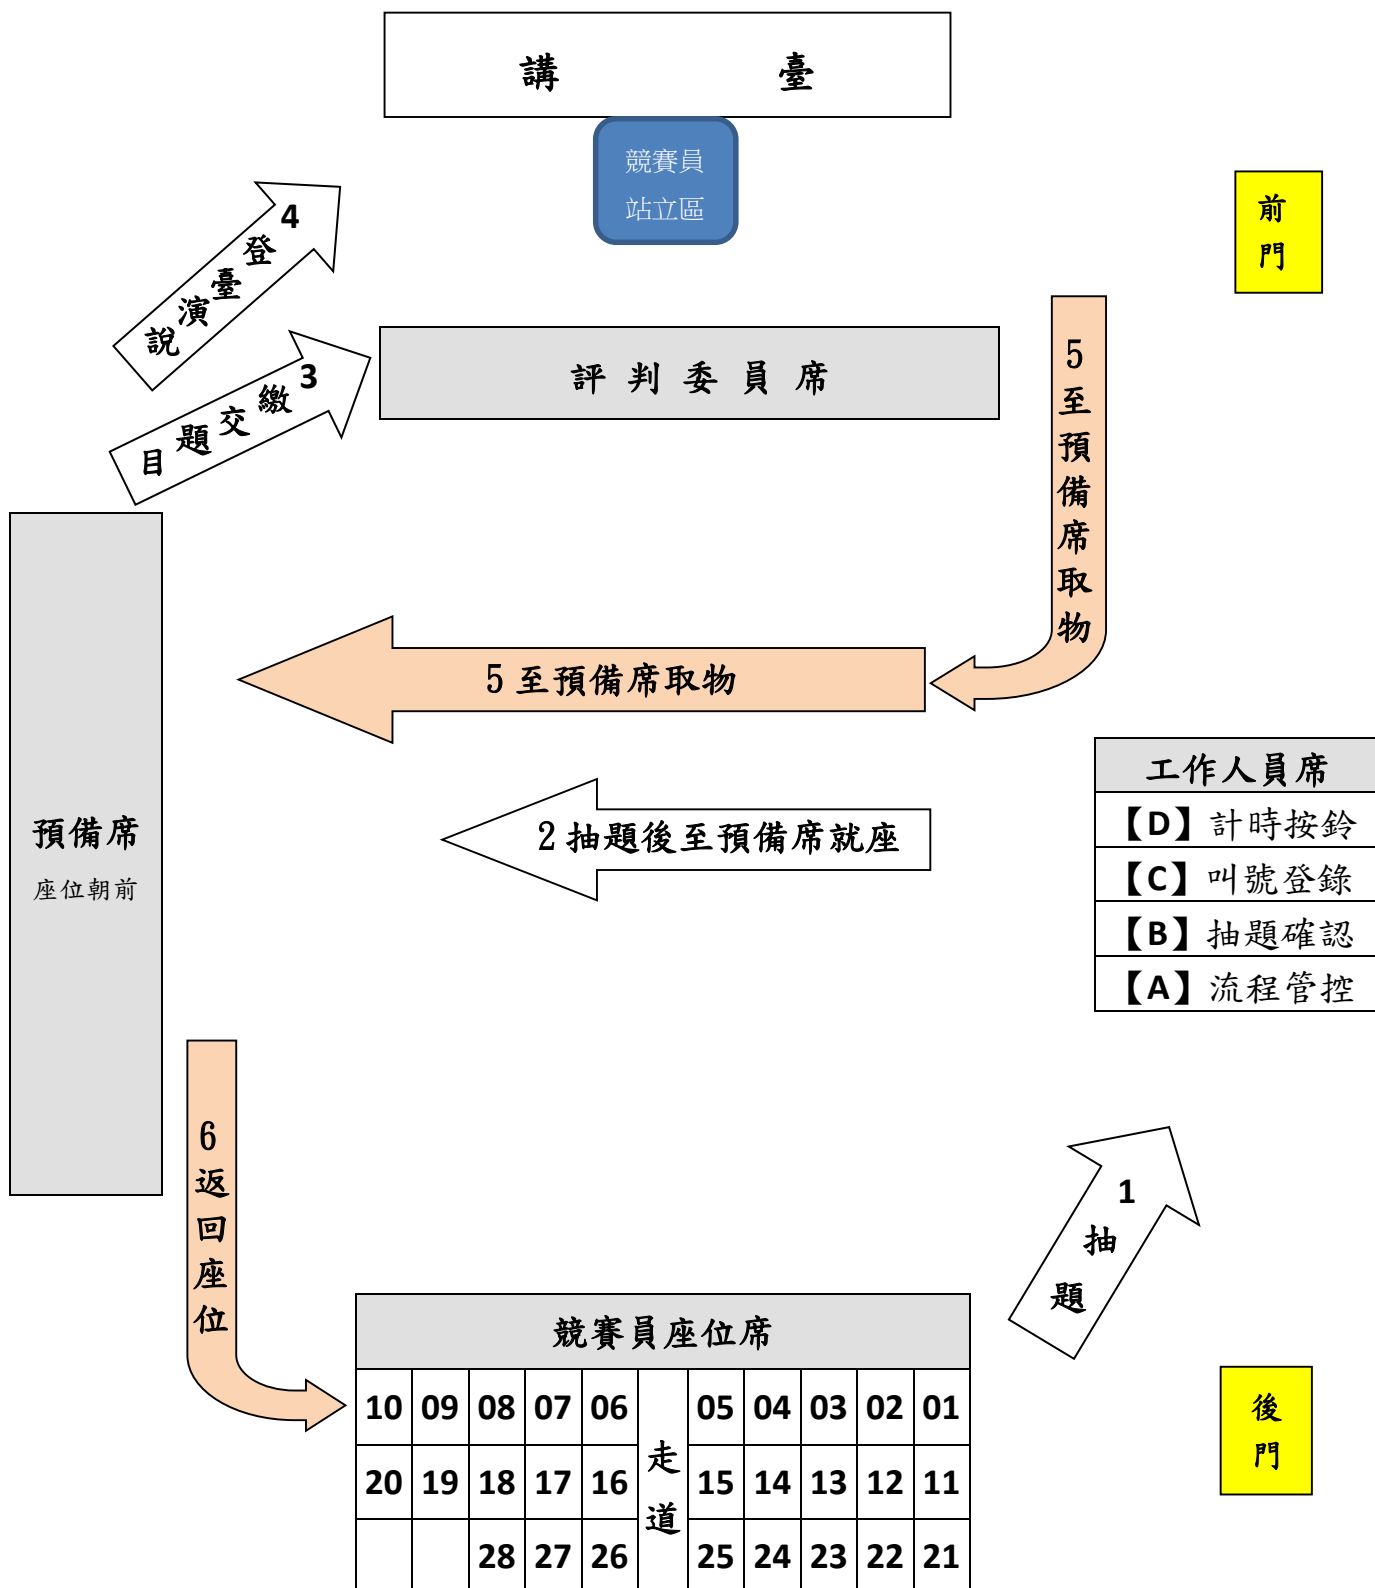 講臺
競賽員
站立區
前門
4登臺演說
3繳交題目
評判委員席
5至預備席取物
5至預備席取物
2抽題後至預備席就座
工作人員席
【D】計時按鈴
【C】叫號登錄
【B】抽題確認
【A】流程管控
預備席
座位朝前
6返回座位
1抽題
後門
競賽員座位席
10 09 08 07 06 05 04 03 02 01
走道
20 19 18 17 16 15 14 13 12 11
28 27 26 25 24 23 22 21